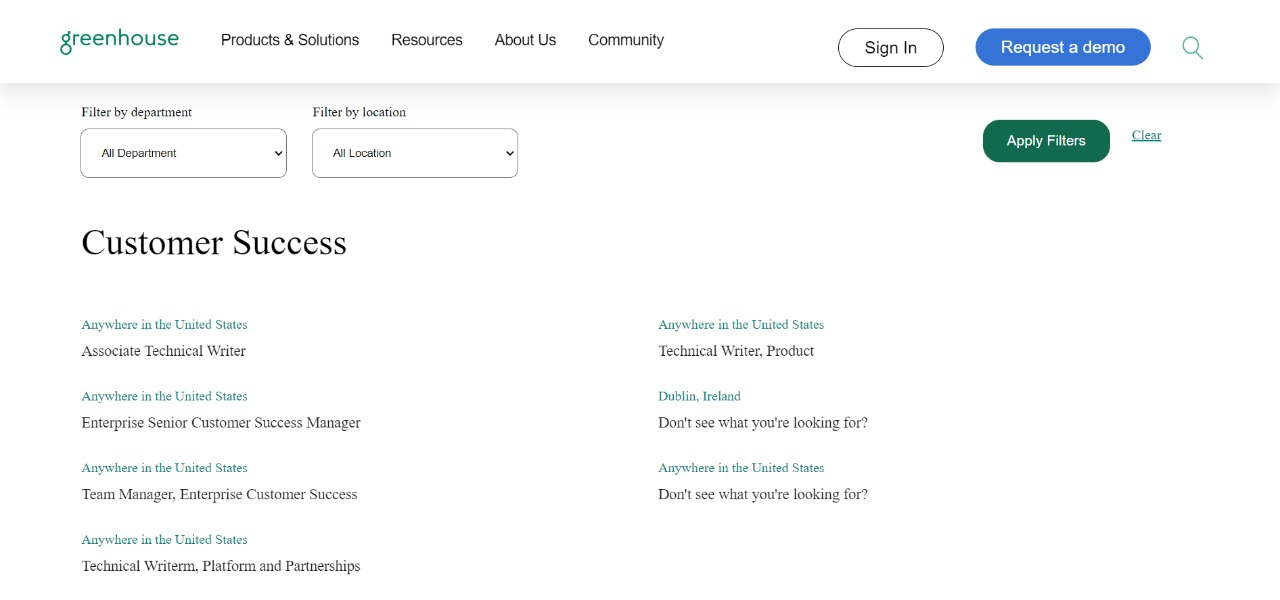 greenhouse
Products & Solutions Resources About Us Community Sign In Request a demo
Filter by department Filter by location
All Department All Location Apply Filters Clear
Customer Success
Anywhere in the United States
Associate Technical Writer
Anywhere in the United States
Enterprise Senior Customer Success Manager
Anywhere in the United States
Team Manager, Enterprise Customer Success
Anywhere in the United States
Technical Writerm, Platform and Partnerships
Anywhere in the United States
Technical Writer, Product
Dublin, Ireland
Don't see what you're looking for?
Anywhere in the United States
Don't see what you're looking for?